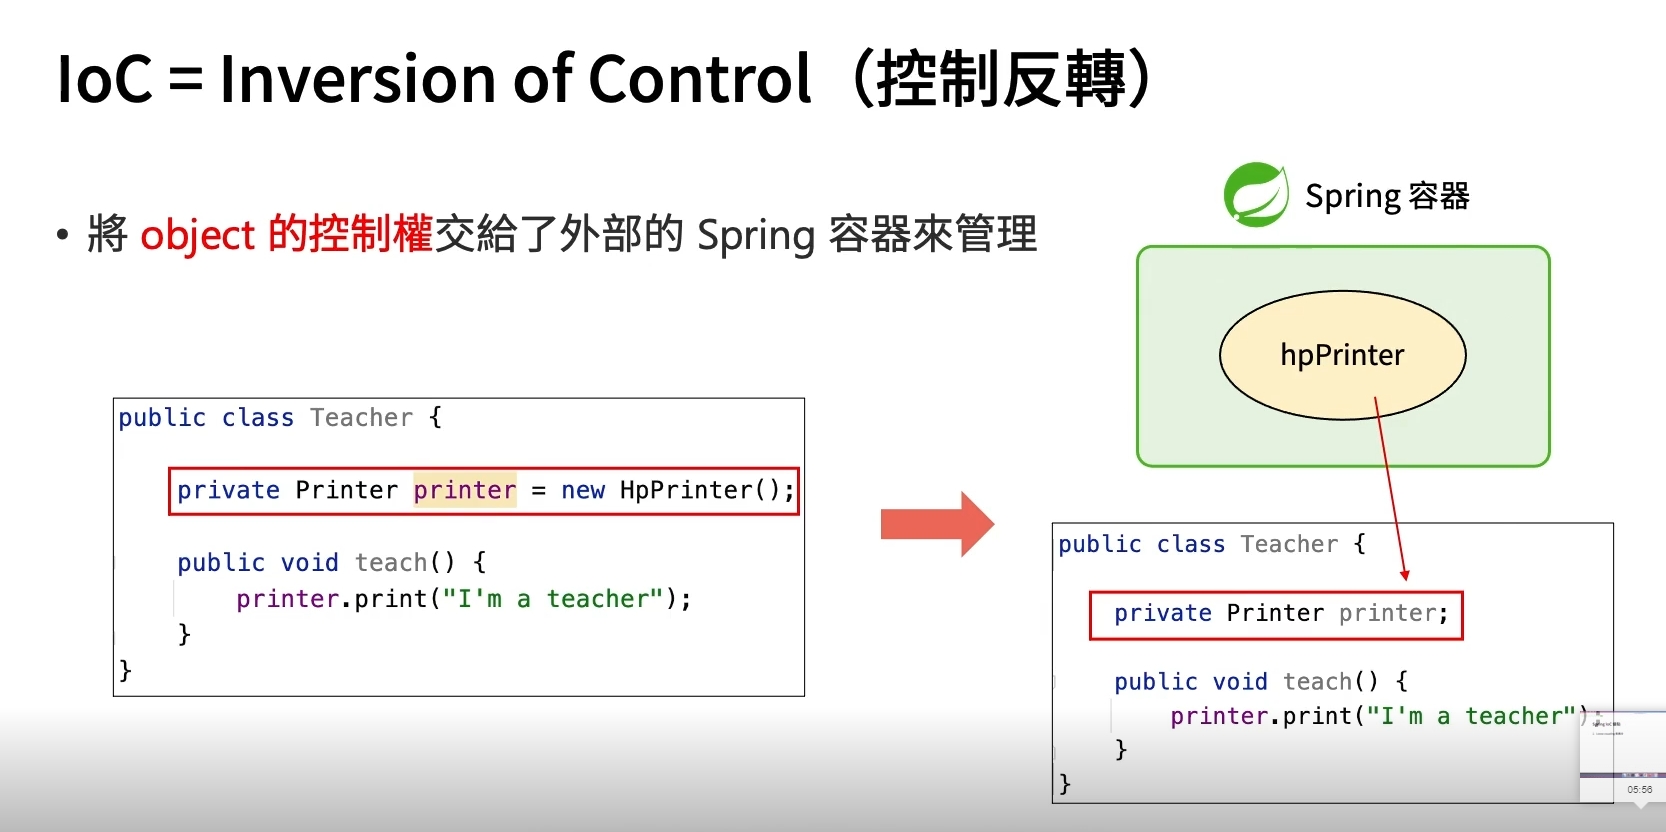 IoC = Inversion of Control（控制反轉）
• 將 object 的控制權交給了外部的 Spring 容器來管理
Spring 容器
hpPrinter
public class Teacher {
private Printer printer = new HpPrinter();
public void teach() {
printer.print("I'm a teacher");
}
}
public class Teacher {
private Printer printer;
public void teach() {
printer.print("I'm a teacher")
}
}
05:56